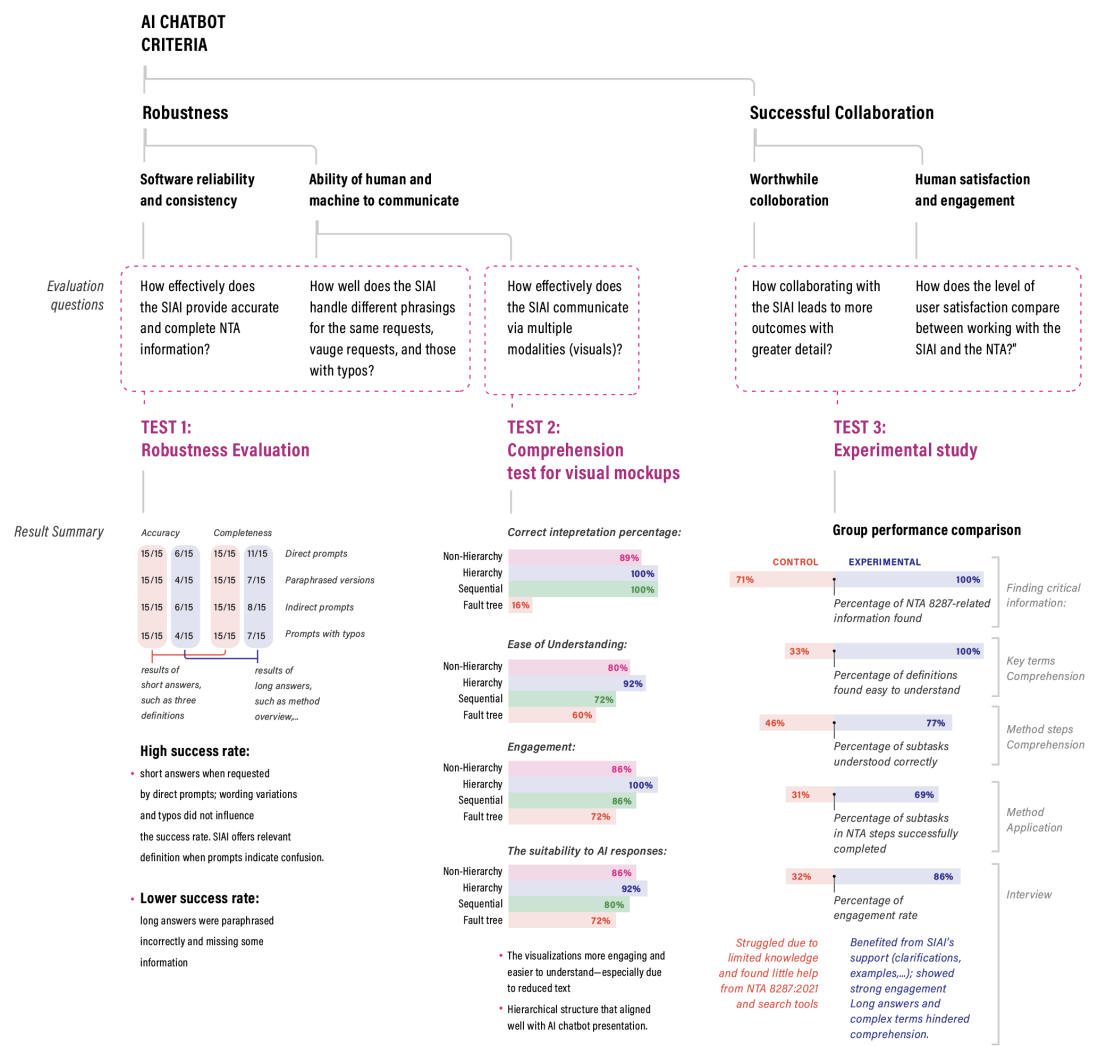 AI CHATBOT
CRITERIA
Robustness
Successful Collaboration
Software reliability
and consistency
Ability of human and
machine to communicate
Worthwhile
colloboration
Human satisfaction
and engagement
Evaluation
questions
How effectively does
the SIAI provide accurate
and complete NTA
information?
How well does the SIAI
handle different phrasings
for the same requests,
vauge requests, and those
with typos?
How effectively does
the SIAI communicate
via multiple
modalities (visuals)?
How collaborating with
the SIAI leads to more
outcomes with
greater detail?
How does the level of
user satisfaction compare
between working with the
SIAI and the NTA?"
TEST 1:
Robustness Evaluation
TEST 2:
Comprehension
test for visual mockups
TEST 3:
Experimental study
Result Summary
Accuracy Completeness
15/15 6/15 15/15 11/15 Direct prompts
15/15 4/15 15/15 7/15 Paraphrased versions
15/15 6/15 15/15 8/15 Indirect prompts
15/15 4/15 15/15 7/15 Prompts with typos
results of
short answers,
such as three
definitions
results of
long answers,
such as method
overview,..
High success rate:
• short answers when requested
by direct prompts; wording variations
and typos did not influence
the success rate. SIAI offers relevant
definition when prompts indicate confusion.
• Lower success rate:
long answers were paraphrased
incorrectly and missing some
information
Correct intepretation percentage:
Non-Hierarchy 89%
Hierarchy 100%
Sequential 100%
Fault tree 16%
Ease of Understanding:
Non-Hierarchy 80%
Hierarchy 92%
Sequential 72%
Fault tree 60%
Engagement:
Non-Hierarchy 86%
Hierarchy 100%
Sequential 86%
Fault tree 72%
The suitability to AI responses:
Non-Hierarchy 86%
Hierarchy 92%
Sequential 80%
Fault tree 72%
• The visualizations more engaging and
easier to understand—especially due
to reduced text
• Hierarchical structure that aligned
well with AI chatbot presentation.
Group performance comparison
CONTROL EXPERIMENTAL
71% 100%
Percentage of NTA 8287-related
information found
Finding critical
information:
33% 100%
Percentage of definitions
found easy to understand
Key terms
Comprehension
46% 77%
Percentage of subtasks
understood correctly
Method steps
Comprehension
31% 69%
Percentage of subtasks
in NTA steps successfully
completed
Method
Application
32% 86%
Percentage of
engagement rate
Interview
Struggled due to
limited knowledge
and found little help
from NTA 8287:2021
and search tools
Benefited from SIAI's
support (clarifications,
examples,...); showed
strong engagement
Long answers and
complex terms hindered
comprehension.